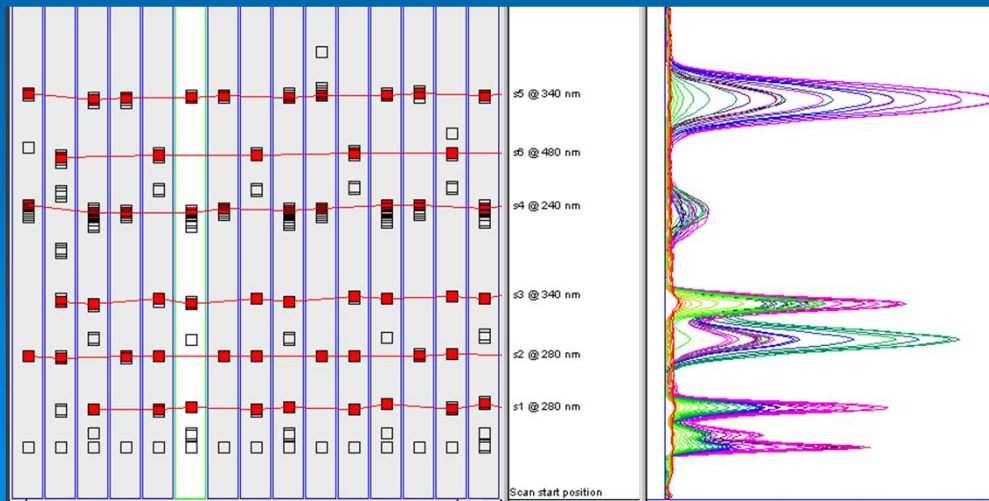 s5 @ 340 nm
s6 @ 480 nm
s4 @ 240 nm
s3 @ 340 nm
s2 @ 280 nm
s1 @ 280 nm
Scan start position